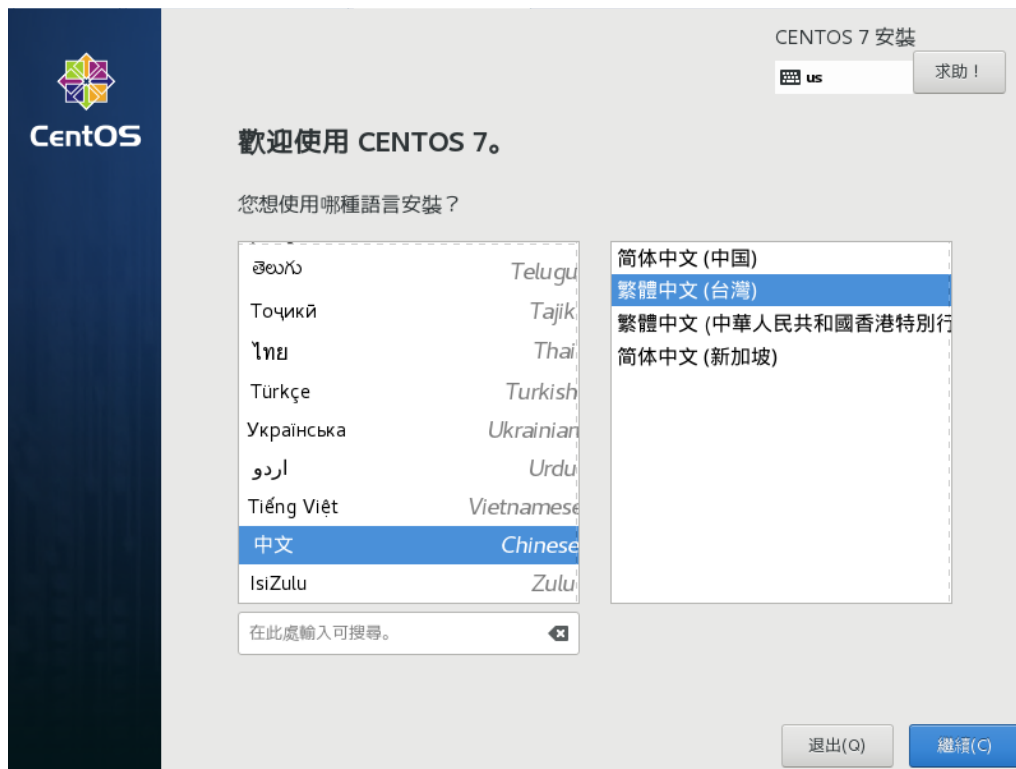 CENTOS 7 安裝
us
求助！
CentOS
歡迎使用 CENTOS 7。
您想使用哪種語言安裝？
తెలుగు Telugu
Тоҷикӣ Tajik
ไทย Thai
Türkçe Turkish
Українська Ukrainian
اردو Urdu
Tiếng Việt Vietnamese
中文 Chinese
IsiZulu Zulu
简体中文 (中国)
繁體中文 (台灣)
繁體中文 (中華人民共和國香港特別行
简体中文 (新加坡)
在此處輸入可搜尋。
退出(Q)
繼續(C)